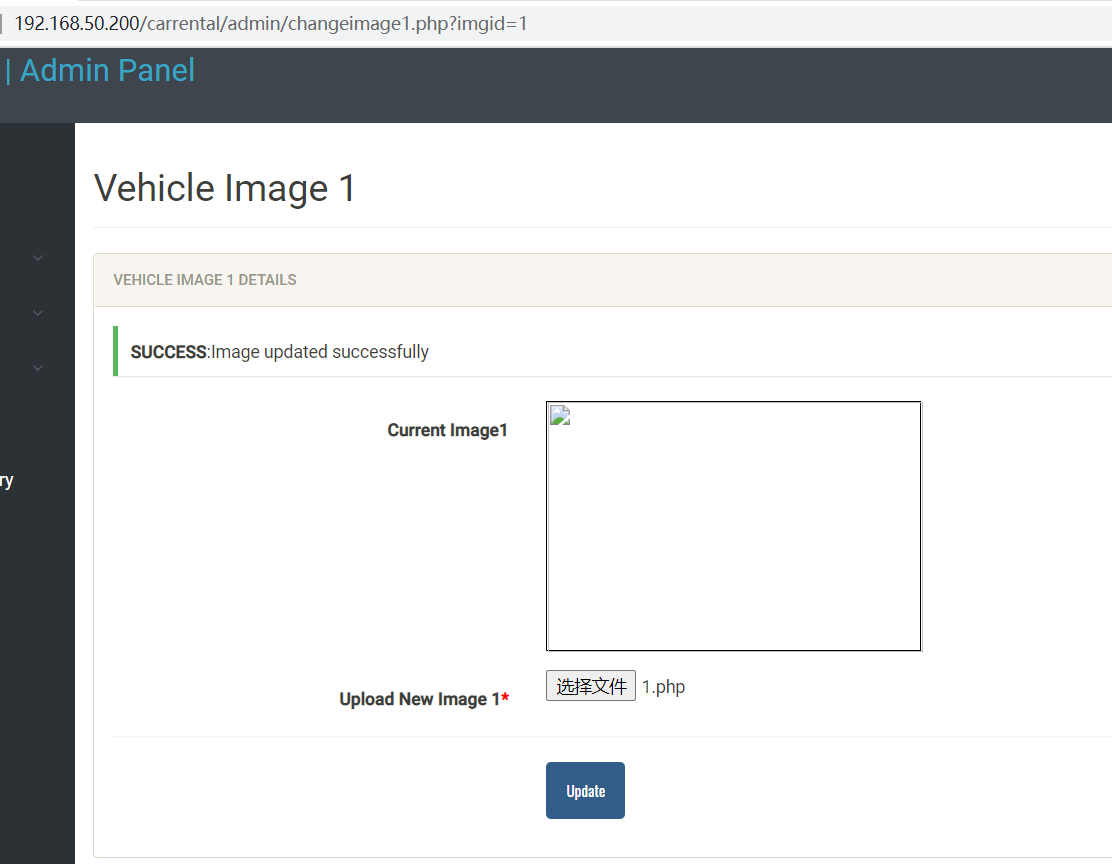 192.168.50.200/carrental/admin/changeimage1.php?imgid=1
| Admin Panel
Vehicle Image 1
VEHICLE IMAGE 1 DETAILS
SUCCESS:Image updated successfully
Current Image1
ry
Upload New Image 1*
选择文件 1.php
Update